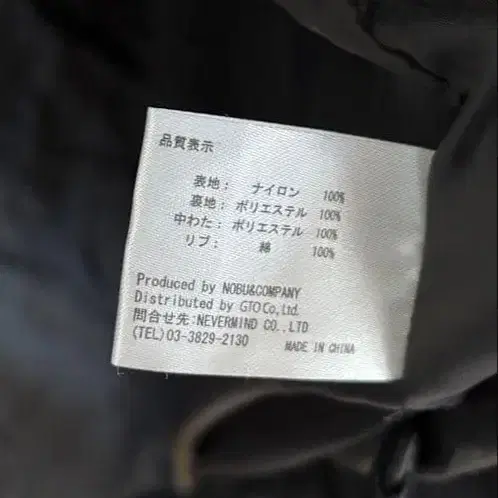 品質表示
表地: ナイロン 100%
裏地: ポリエステル 100%
中わた: ポリエステル 100%
リブ: 綿 100%
Produced by NOBU&COMPANY
Distributed by GTO Co,Ltd.
問合せ先:NEVERMIND CO.,LTD
(TEL)03-3829-2130 MADE IN CHINA